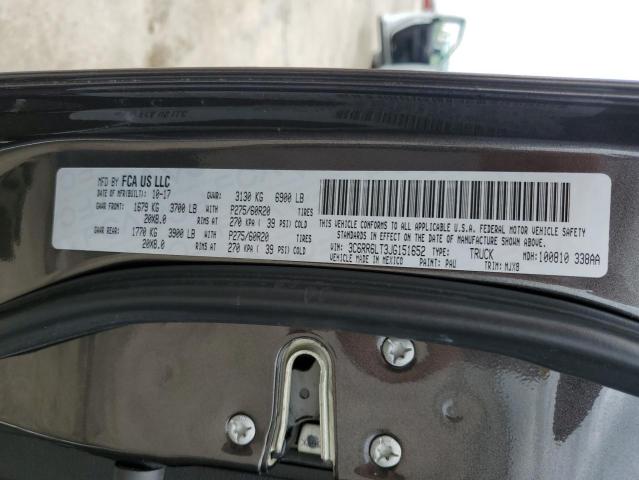 MFD BY FCA US LLC
DATE OF MFR(BUILT): 10-17 GVWR: 3130 KG 6900 LB
GAWR FRONT: 1679 KG 3700 LB WITH P275/60R20 TIRES
20X8.0 RIMS AT 270 KPA ( 39 PSI) COLD
GAWR REAR: 1770 KG 3900 LB WITH P275/60R20 TIRES
20X8.0 RIMS AT 270 KPA ( 39 PSI) COLD
THIS VEHICLE CONFORMS TO ALL APPLICABLE U.S.A. FEDERAL MOTOR VEHICLE SAFETY
STANDARDS IN EFFECT ON THE DATE OF MANUFACTURE SHOWN ABOVE.
VIN: 3C6RR6LT3JG151652 TYPE: TRUCK MDH: 100810 338AA
VEHICLE MADE IN MEXICO PAINT: PAU TRIM: MJX8